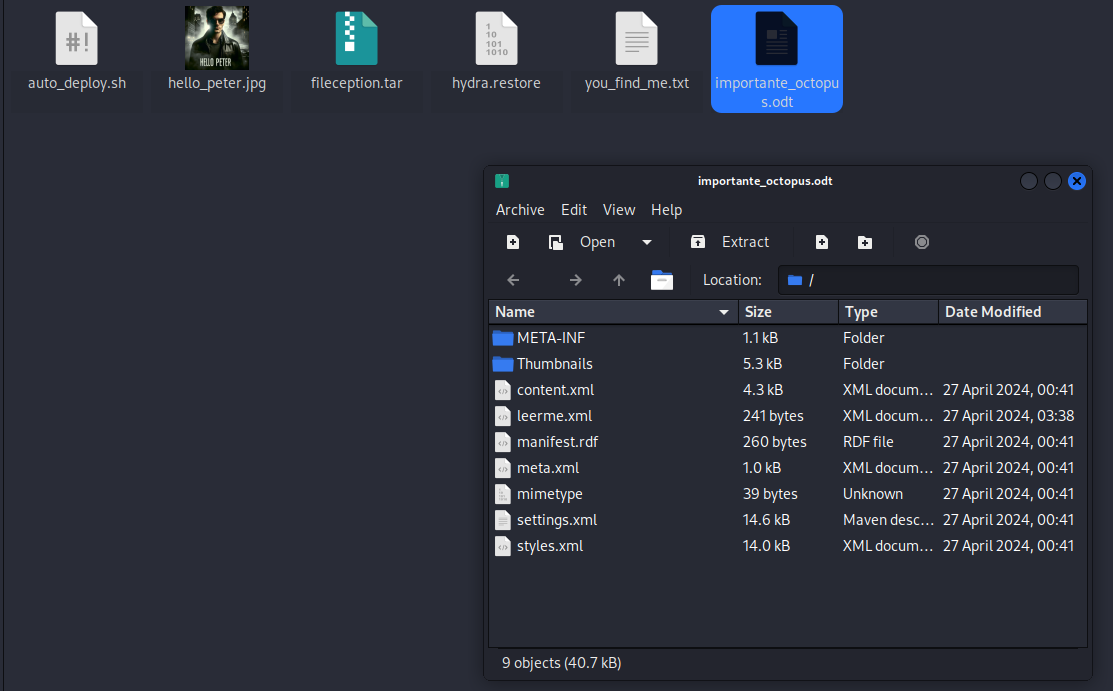 #!
1
10
101
1010
HELLO PETER
auto_deploy.sh
hello_peter.jpg
fileception.tar
hydra.restore
you_find_me.txt
importante_octopu
s.odt
importante_octopus.odt
Archive Edit View Help
Open Extract
Location: /
Name Size Type Date Modified
META-INF 1.1 kB Folder
Thumbnails 5.3 kB Folder
content.xml 4.3 kB XML docum... 27 April 2024, 00:41
leerme.xml 241 bytes XML docum... 27 April 2024, 03:38
manifest.rdf 260 bytes RDF file 27 April 2024, 00:41
meta.xml 1.0 kB XML docum... 27 April 2024, 00:41
mimetype 39 bytes Unknown 27 April 2024, 00:41
settings.xml 14.6 kB Maven desc... 27 April 2024, 00:41
styles.xml 14.0 kB XML docum... 27 April 2024, 00:41
9 objects (40.7 kB)